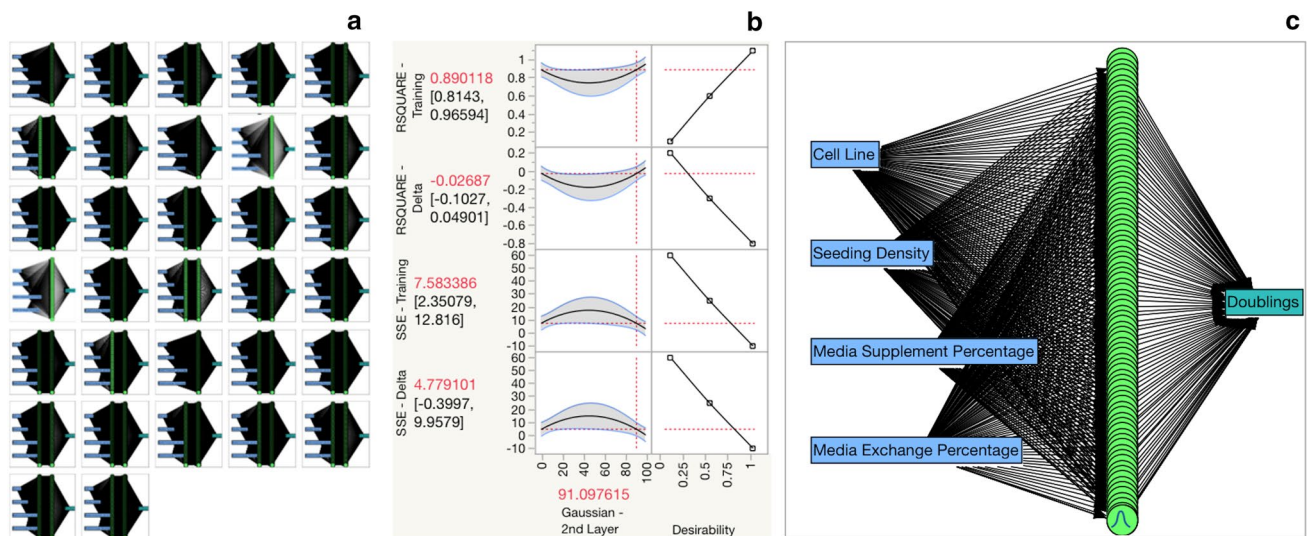 a
b
c
RSQUARE -
Training
0.890118
[0.8143,
0.96594]
1
0.8
0.6
0.4
0.2
RSQUARE -
Delta
-0.02687
[-0.1027,
0.04901]
0.2
0
-0.2
-0.4
-0.6
-0.8
SSE - Training
7.583386
[2.35079,
12.816]
60
50
40
30
20
10
0
-10
SSE - Delta
4.779101
[-0.3997,
9.9579]
60
50
40
30
20
10
0
-10
0 20 40 60 80 100
0 0.25 0.5 0.75 1
91.097615
Gaussian -
2nd Layer
Desirability
Cell Line
Seeding Density
Media Supplement Percentage
Media Exchange Percentage
Doublings